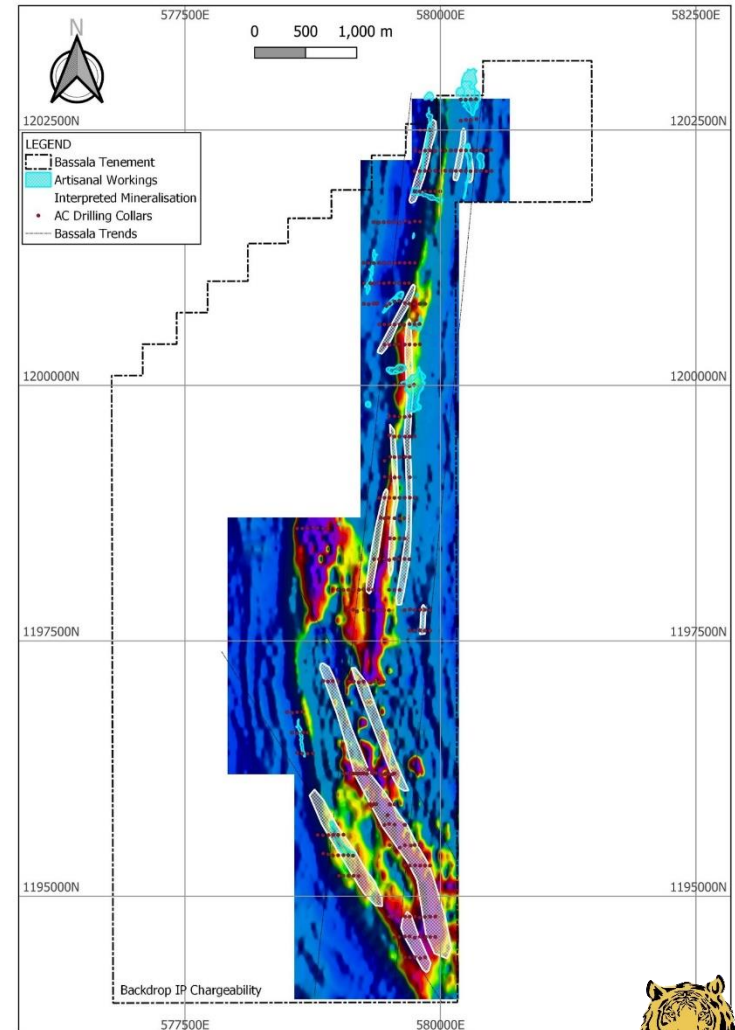 577500E 580000E 582500E
N
0 500 1,000 m
1202500N 1202500N
LEGEND
Bassala Tenement
Artisanal Workings
Interpreted Mineralisation
AC Drilling Collars
Bassala Trends
1200000N 1200000N
1197500N 1197500N
1195000N 1195000N
Backdrop IP Chargeability
577500E 580000E